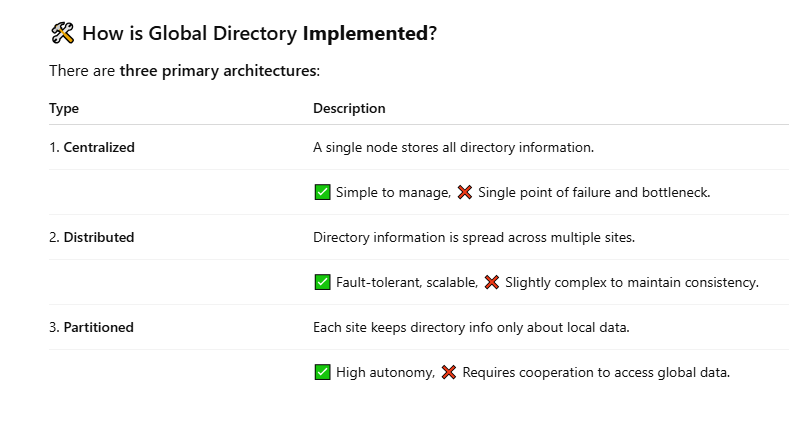 🛠 How is Global Directory Implemented?
There are three primary architectures:
Type Description
1. Centralized A single node stores all directory information.
✅ Simple to manage, ❌ Single point of failure and bottleneck.
2. Distributed Directory information is spread across multiple sites.
✅ Fault-tolerant, scalable, ❌ Slightly complex to maintain consistency.
3. Partitioned Each site keeps directory info only about local data.
✅ High autonomy, ❌ Requires cooperation to access global data.